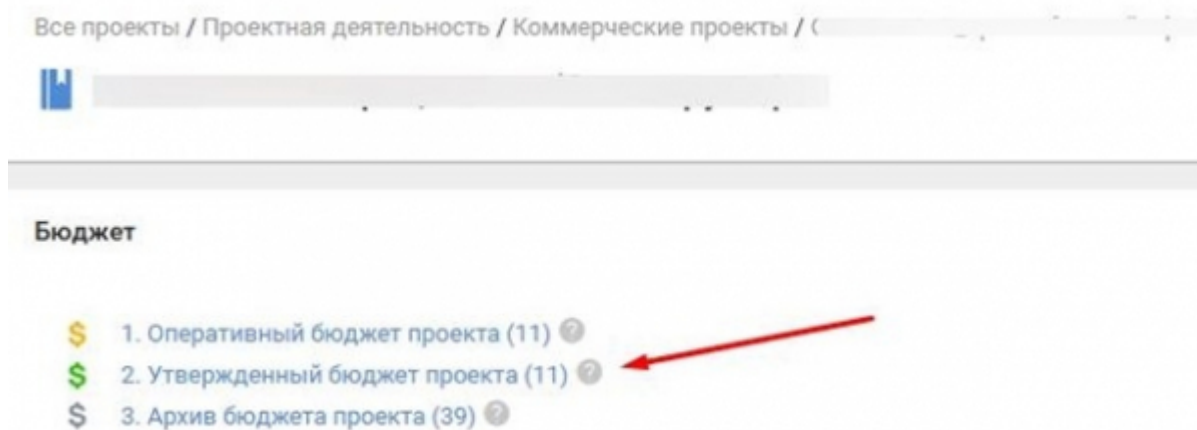 Все проекты / Проектная деятельность / Коммерческие проекты /
Бюджет
$ 1. Оперативный бюджет проекта (11) ?
$ 2. Утвержденный бюджет проекта (11) ?
$ 3. Архив бюджета проекта (39) ?